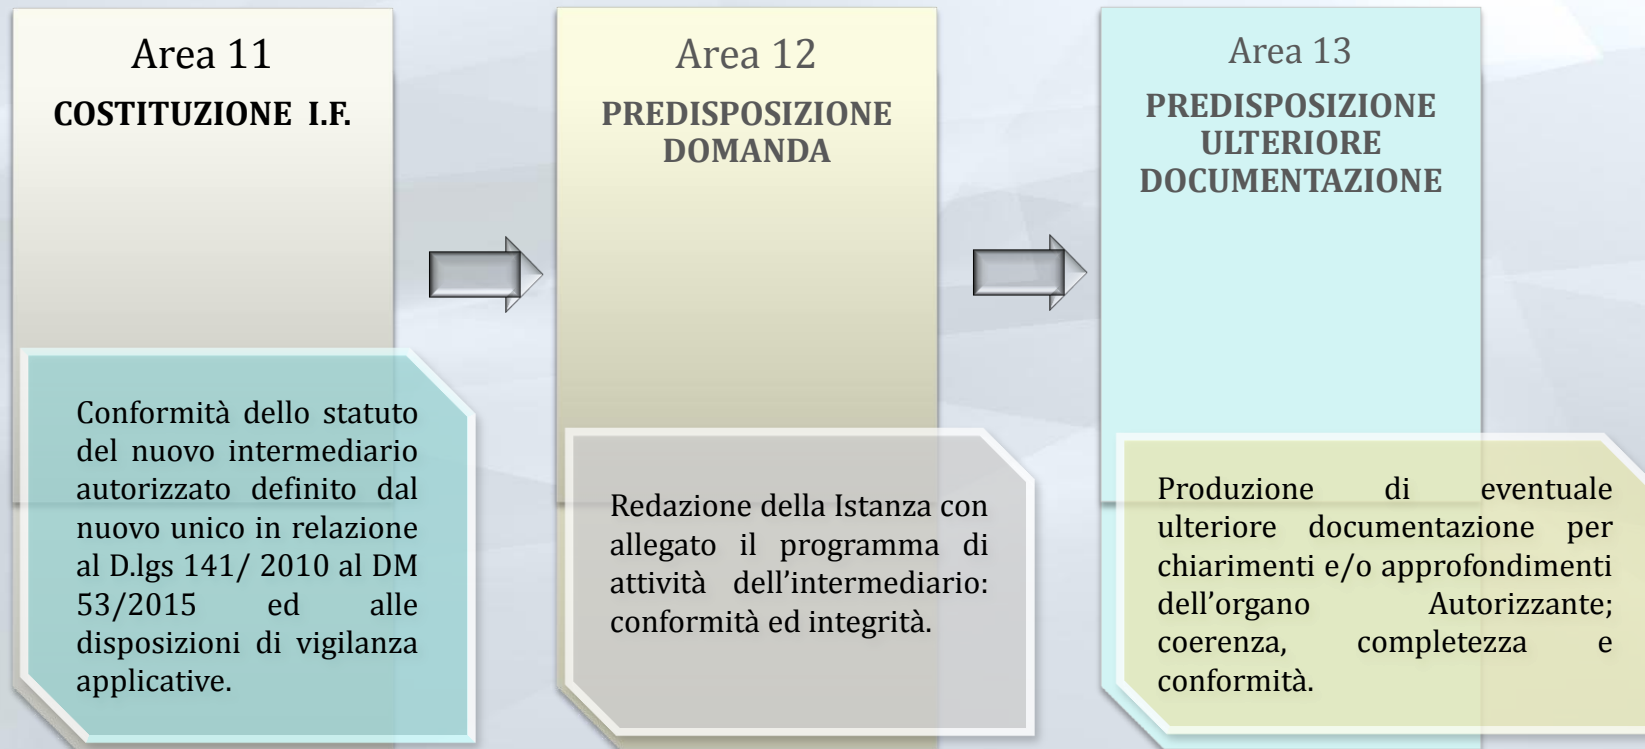 Area 11
COSTITUZIONE I.F.
Conformità dello statuto
del nuovo intermediario
autorizzato definito dal
nuovo unico in relazione
al D.lgs 141/ 2010 al DM
53/2015 ed alle
disposizioni di vigilanza
applicative.
Area 12
PREDISPOSIZIONE
DOMANDA
Redazione della Istanza con
allegato il programma di
attività dell'intermediario:
conformità ed integrità.
Area 13
PREDISPOSIZIONE
ULTERIORE
DOCUMENTAZIONE
Produzione di eventuale
ulteriore documentazione per
chiarimenti e/o approfondimenti
dell'organo Autorizzante;
coerenza, completezza e
conformità.